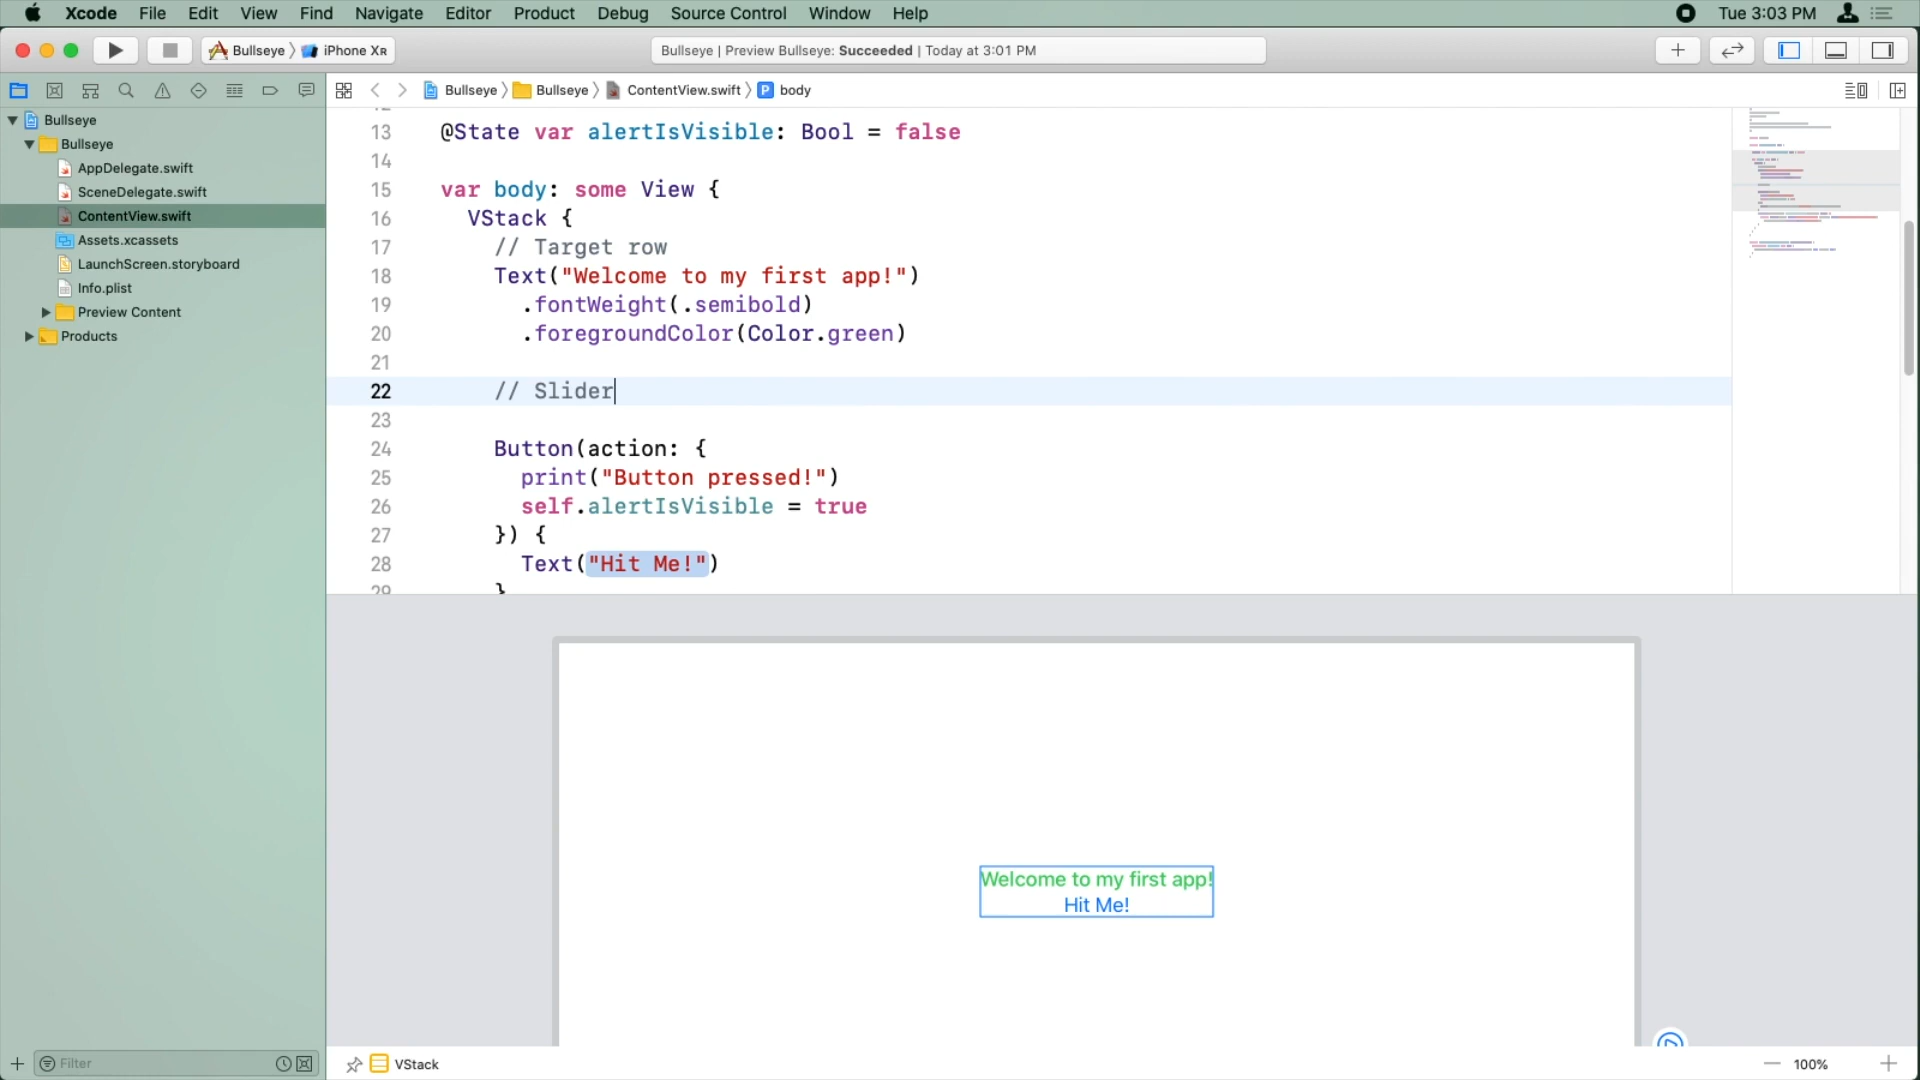 Xcode File Edit View Find Navigate Editor Product Debug Source Control Window Help
Tue 3:03 PM
Bullseye iPhone XR
Bullseye | Preview Bullseye: Succeeded | Today at 3:01 PM
Bullseye Bullseye ContentView.swift P body
Bullseye
Bullseye
AppDelegate.swift
SceneDelegate.swift
ContentView.swift
Assets.xcassets
LaunchScreen.storyboard
Info.plist
Preview Content
Products
13 @State var alertIsVisible: Bool = false
14
15 var body: some View {
16 VStack {
17 // Target row
18 Text("Welcome to my first app!")
19 .fontWeight(.semibold)
20 .foregroundColor(Color.green)
21
22 // Slider
23
24 Button(action: {
25 print("Button pressed!")
26 self.alertIsVisible = true
27 }) {
28 Text("Hit Me!")
29 }
Welcome to my first app!
Hit Me!
Filter
VStack
100%